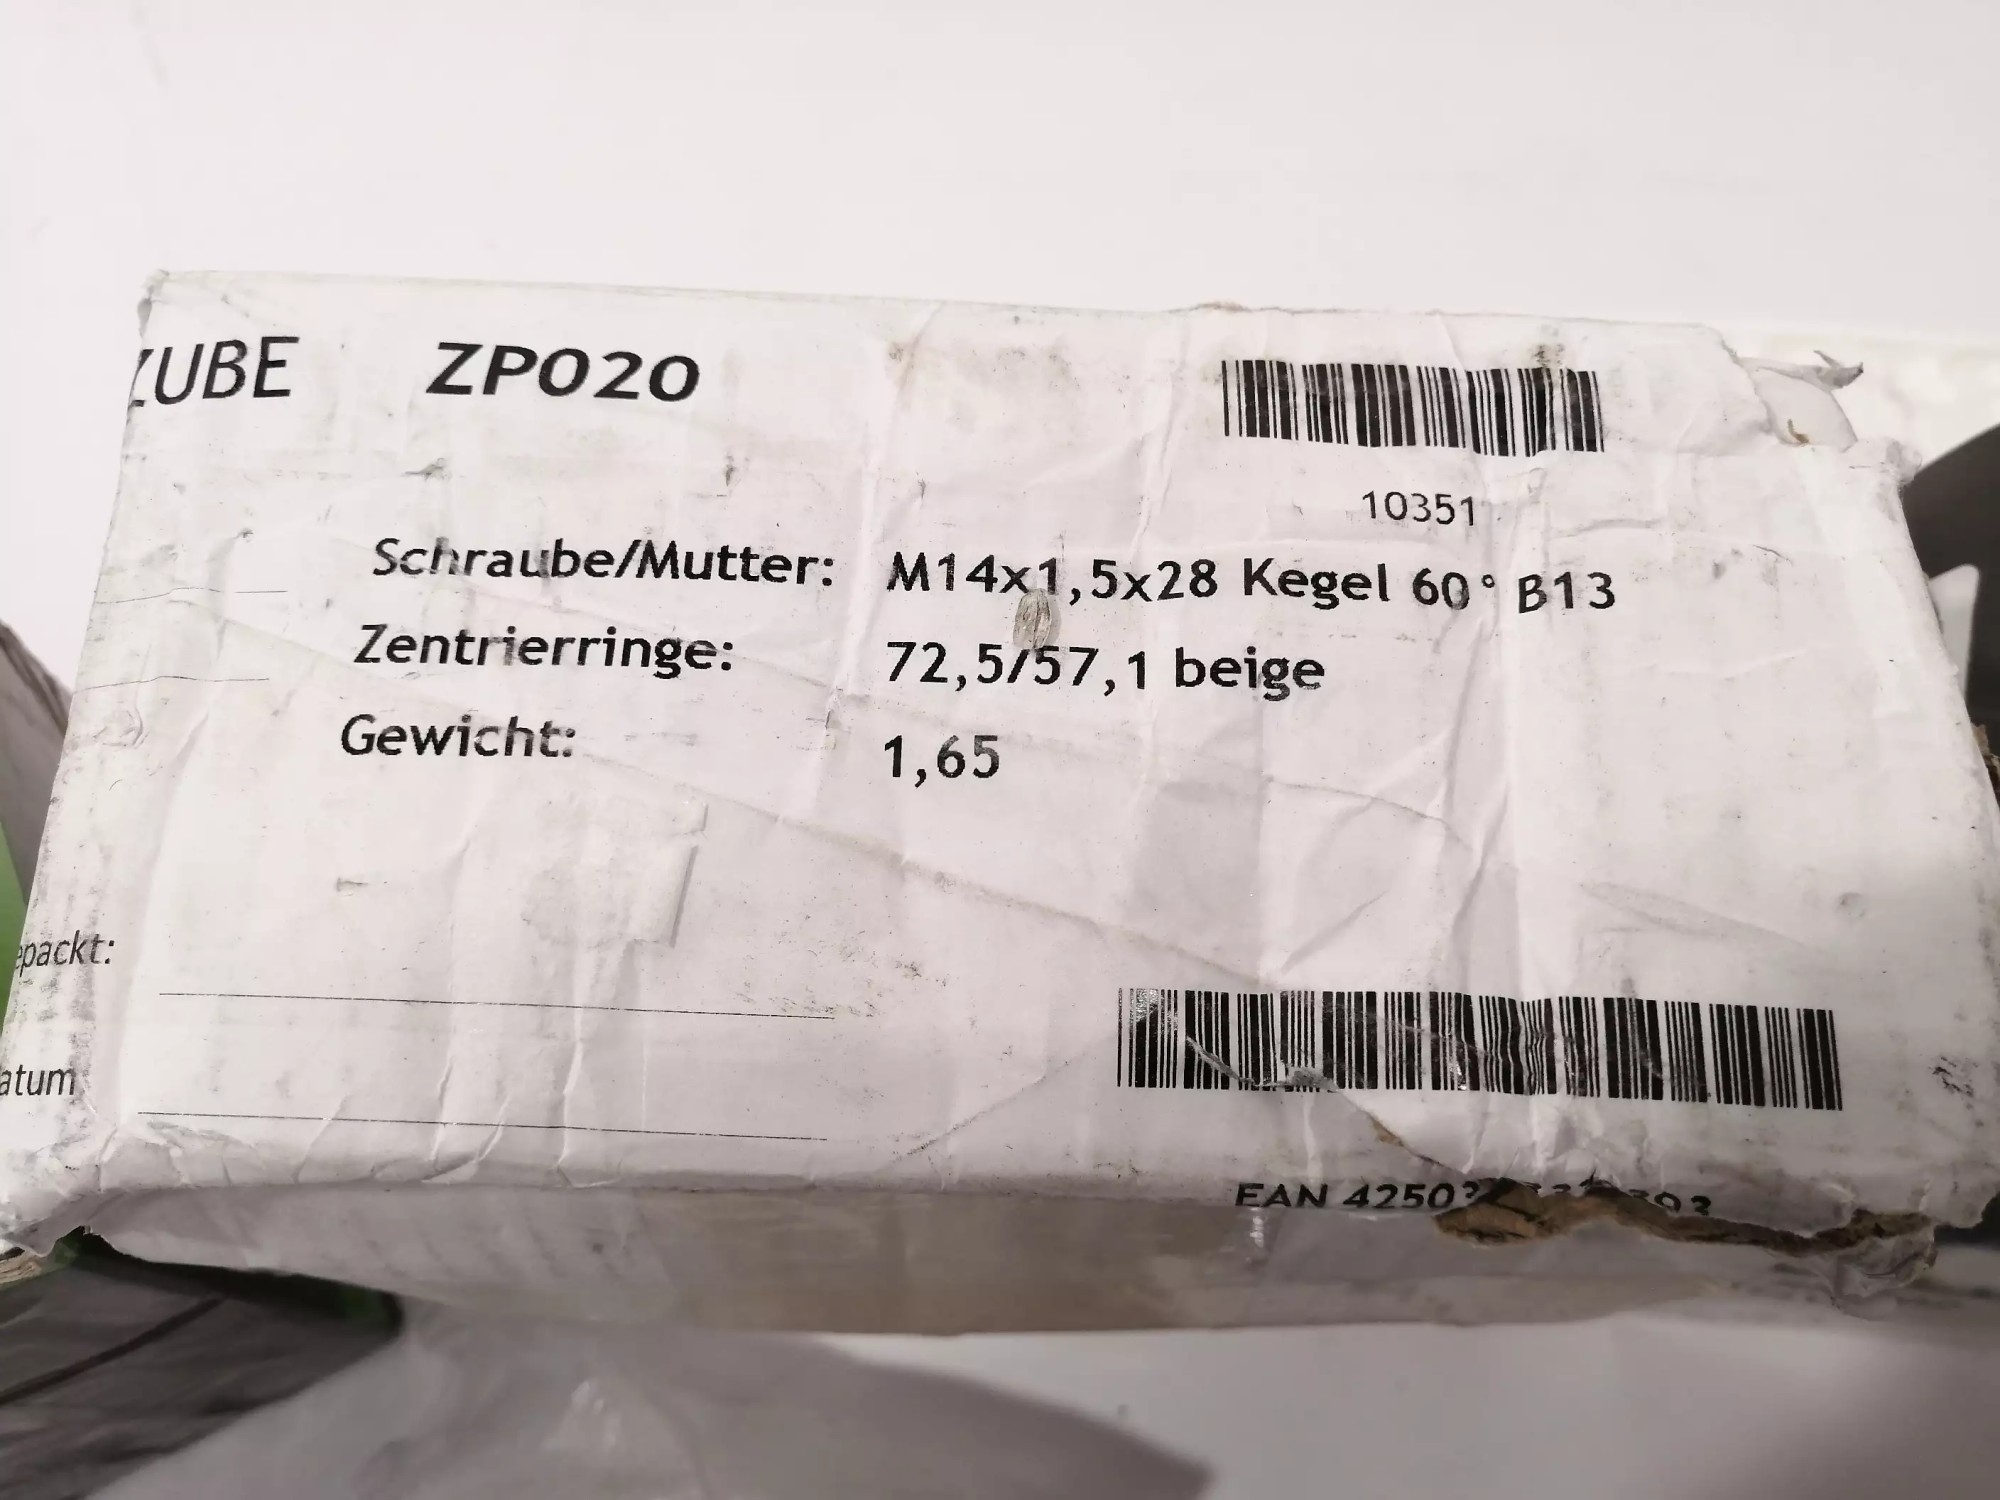 ZUBE ZP020
10351
Schraube/Mutter: M14x1,5x28 Kegel 60° B13
Zentrierringe: 72,5/57,1 beige
Gewicht: 1,65
epackt:
atum
EAN